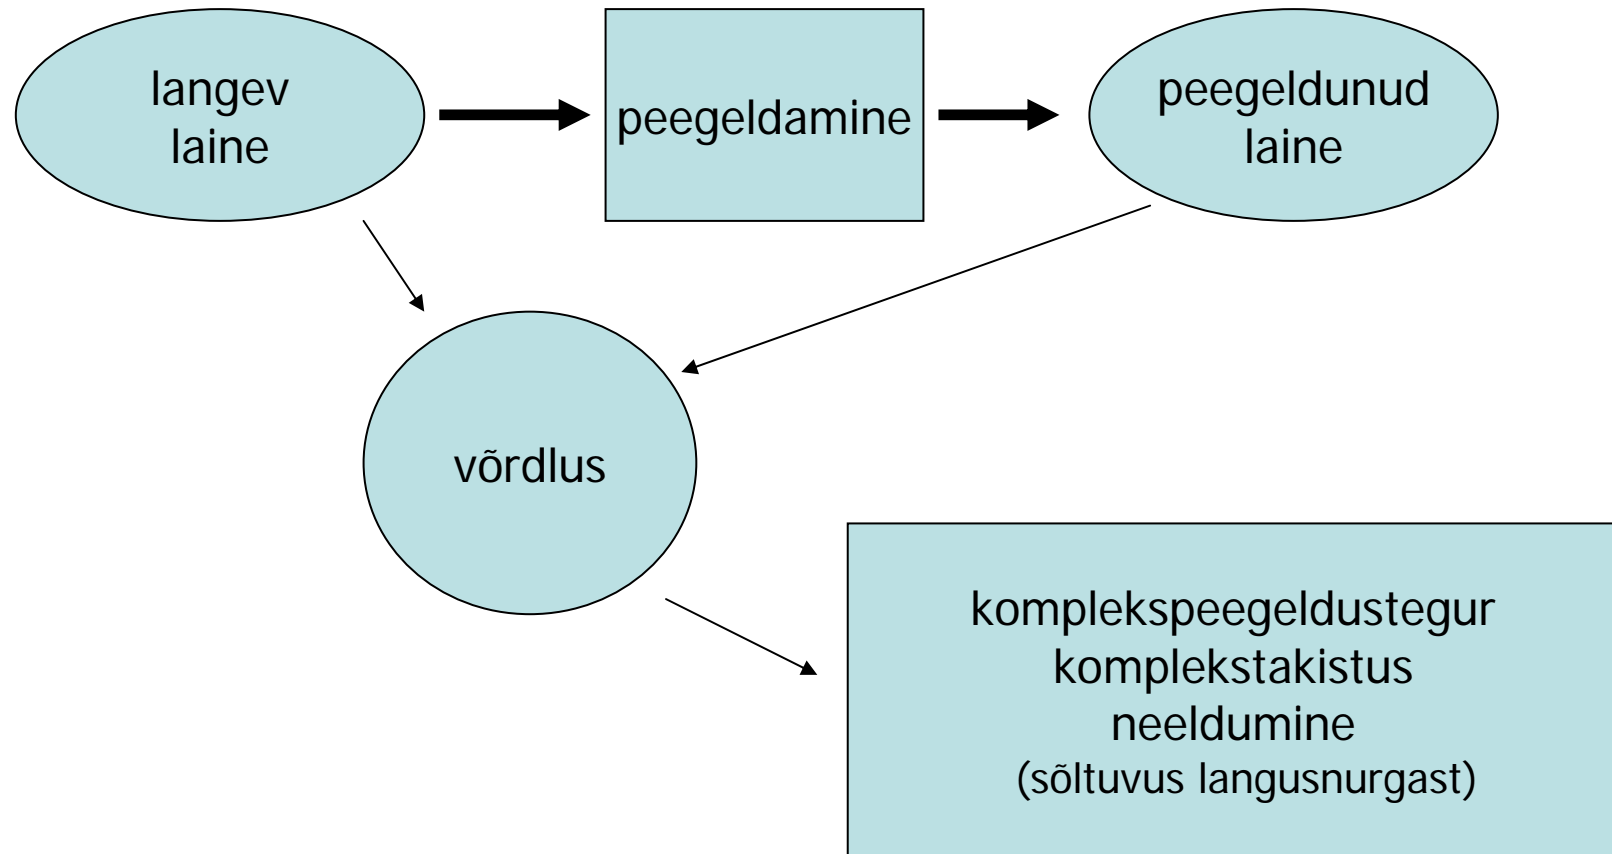 langev
laine
peegeldamine
peegeldunud
laine
võrdlus
komplekspeegeldustegur
komplekstakistus
neeldumine
(sõltuvus langusnurgast)